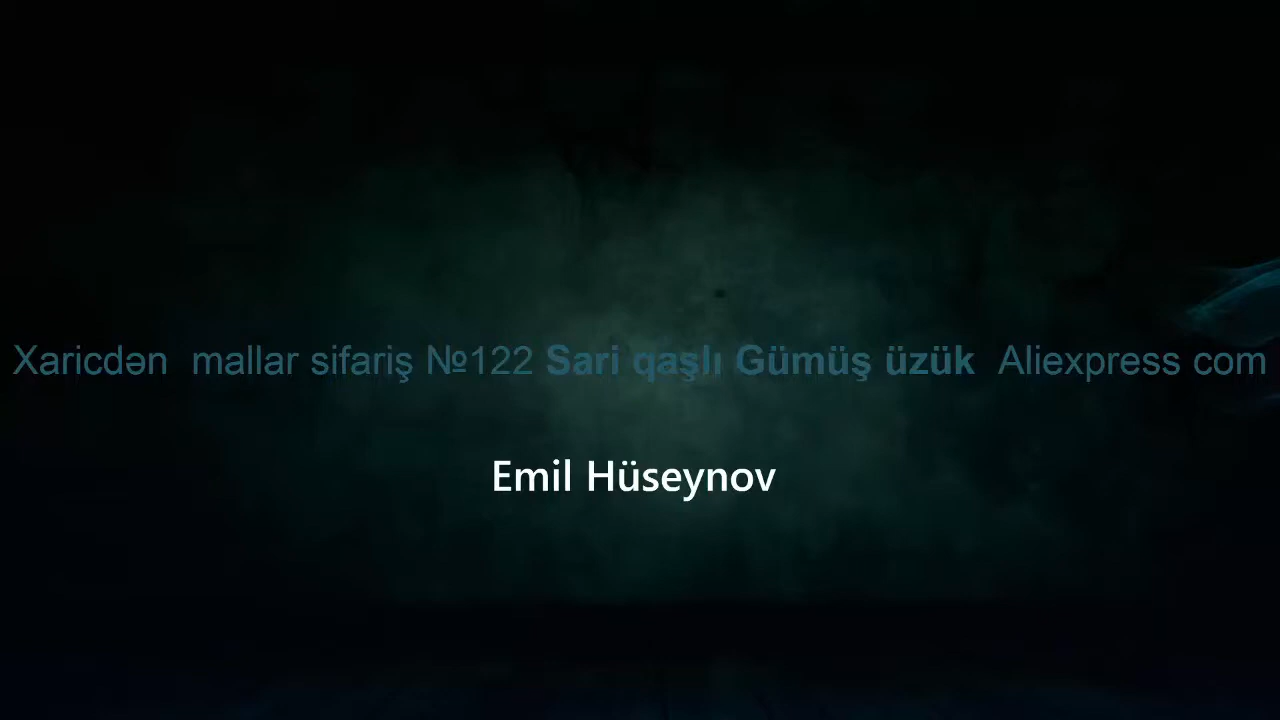 Xaricdən mallar sifariş №122 Sari qaşlı Gümüş üzük Aliexpress com
Emil Hüseynov